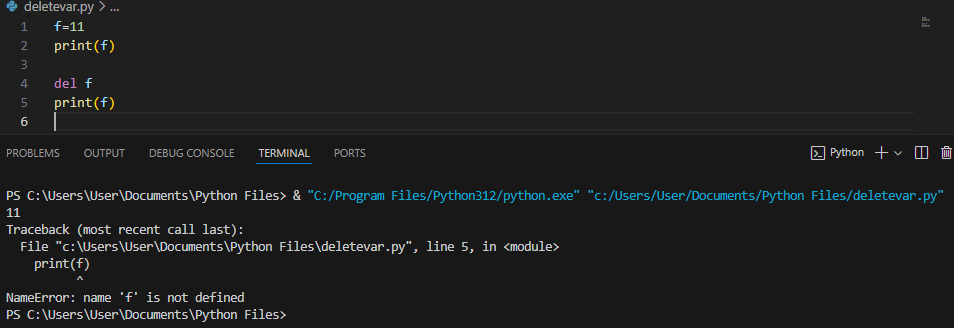 deletevar.py > ...
1 f=11
2 print(f)
3
4 del f
5 print(f)
6
PROBLEMS OUTPUT DEBUG CONSOLE TERMINAL PORTS Python
PS C:\Users\User\Documents\Python Files> & "C:/Program Files/Python312/python.exe" "c:/Users/User/Documents/Python Files/deletevar.py"
11
Traceback (most recent call last):
  File "c:\Users\User\Documents\Python Files\deletevar.py", line 5, in <module>
    print(f)
          ^
NameError: name 'f' is not defined
PS C:\Users\User\Documents\Python Files>